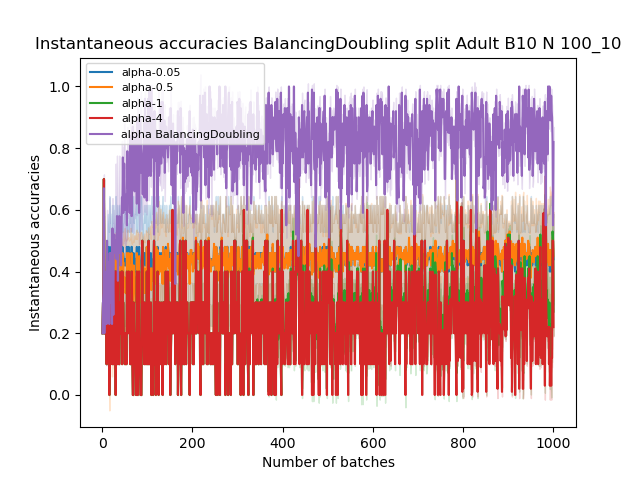 Instantaneous accuracies BalancingDoubling split Adult B10 N 100_10
alpha-0.05
alpha-0.5
alpha-1
alpha-4
alpha BalancingDoubling
Instantaneous accuracies
1.0
0.8
0.6
0.4
0.2
0.0
0 200 400 600 800 1000
Number of batches